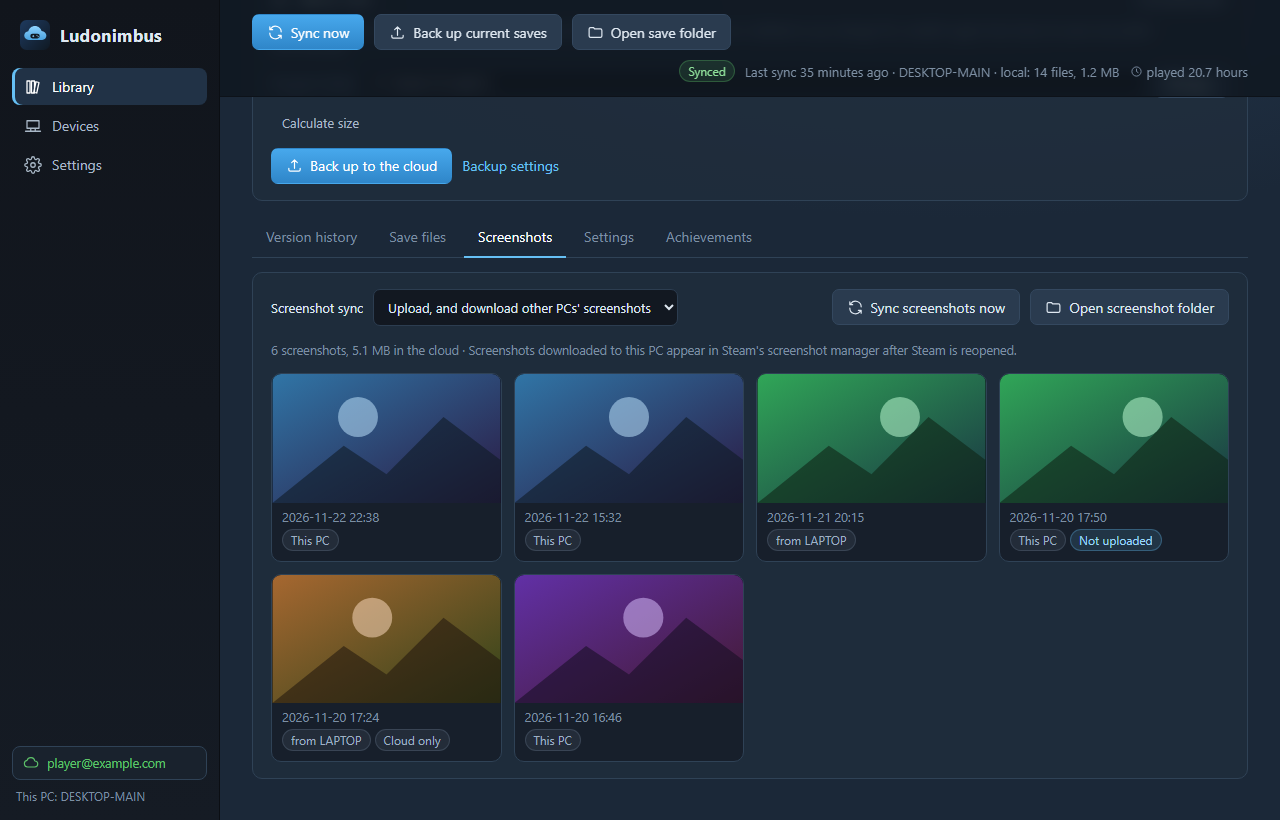 Ludonimbus
Library
Devices
Settings
player@example.com
This PC: DESKTOP-MAIN
Sync now
Back up current saves
Open save folder
Synced
Last sync 35 minutes ago · DESKTOP-MAIN · local: 14 files, 1.2 MB
played 20.7 hours
Calculate size
Back up to the cloud
Backup settings
Version history
Save files
Screenshots
Settings
Achievements
Screenshot sync
Upload, and download other PCs' screenshots
Sync screenshots now
Open screenshot folder
6 screenshots, 5.1 MB in the cloud · Screenshots downloaded to this PC appear in Steam's screenshot manager after Steam is reopened.
2026-11-22 22:38
This PC
2026-11-22 15:32
This PC
2026-11-21 20:15
from LAPTOP
2026-11-20 17:50
This PC
Not uploaded
2026-11-20 17:24
from LAPTOP
Cloud only
2026-11-20 16:46
This PC